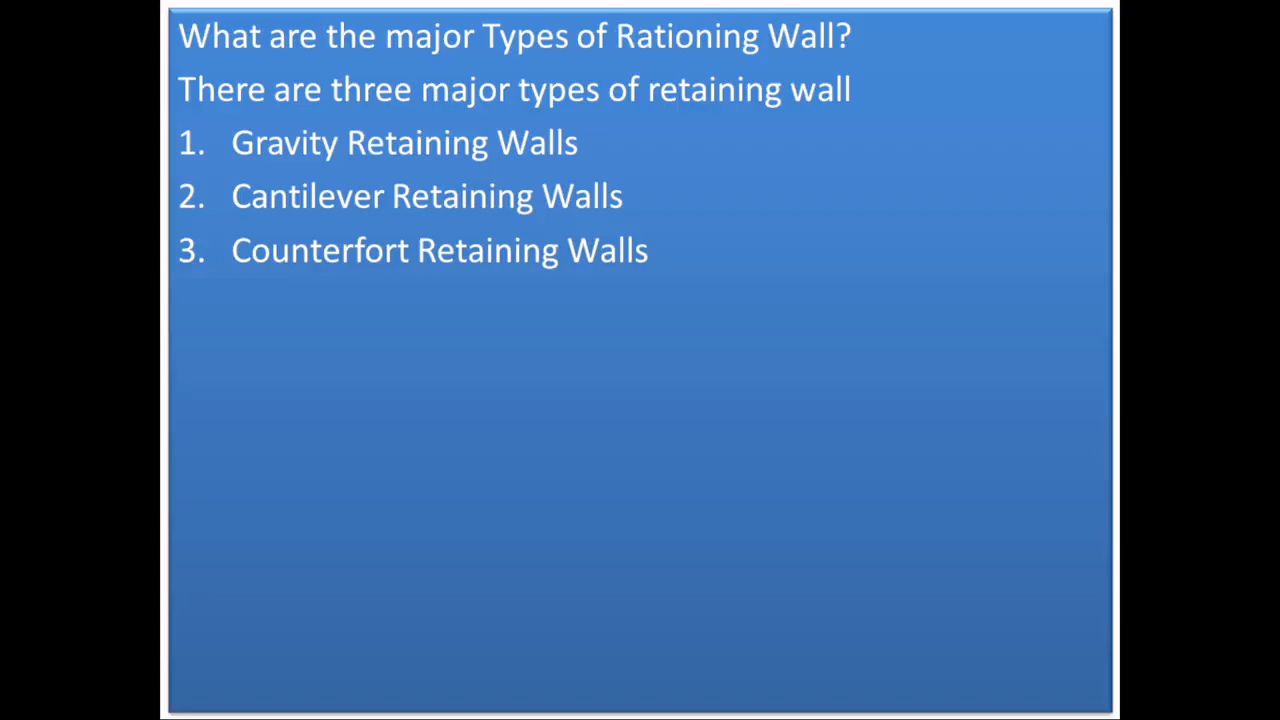 What are the major Types of Rationing Wall?
There are three major types of retaining wall
1. Gravity Retaining Walls
2. Cantilever Retaining Walls
3. Counterfort Retaining Walls